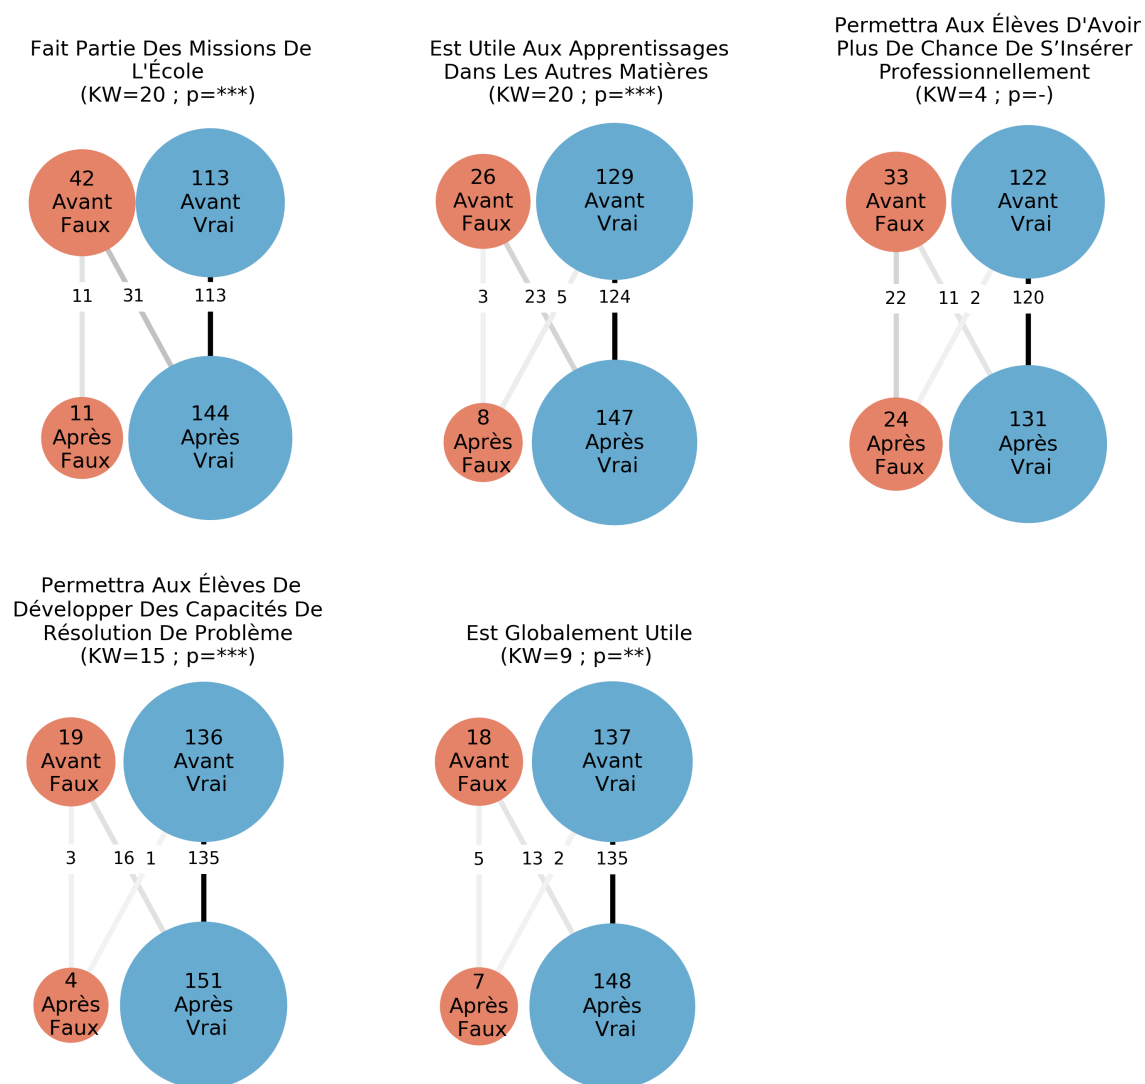 Fait Partie Des Missions De
L'École
(KW=20 ; p=***)
42
Avant
Faux
113
Avant
Vrai
11
31
113
11
Après
Faux
144
Après
Vrai
Est Utile Aux Apprentissages
Dans Les Autres Matières
(KW=20 ; p=***)
26
Avant
Faux
129
Avant
Vrai
3
23
5
124
8
Après
Faux
147
Après
Vrai
Permettra Aux Élèves D'Avoir
Plus De Chance De S’Insérer
Professionnellement
(KW=4 ; p=-)
33
Avant
Faux
122
Avant
Vrai
22
11
2
120
24
Après
Faux
131
Après
Vrai
Permettra Aux Élèves De
Développer Des Capacités De
Résolution De Problème
(KW=15 ; p=***)
19
Avant
Faux
136
Avant
Vrai
3
16
1
135
4
Après
Faux
151
Après
Vrai
Est Globalement Utile
(KW=9 ; p=**)
18
Avant
Faux
137
Avant
Vrai
5
13
2
135
7
Après
Faux
148
Après
Vrai